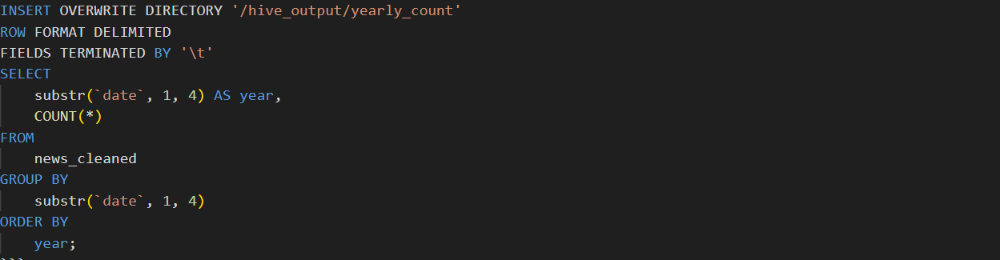 INSERT OVERWRITE DIRECTORY '/hive_output/yearly_count'
ROW FORMAT DELIMITED
FIELDS TERMINATED BY '\t'
SELECT
    substr(`date`, 1, 4) AS year,
    COUNT(*)
FROM
    news_cleaned
GROUP BY
    substr(`date`, 1, 4)
ORDER BY
    year;
```